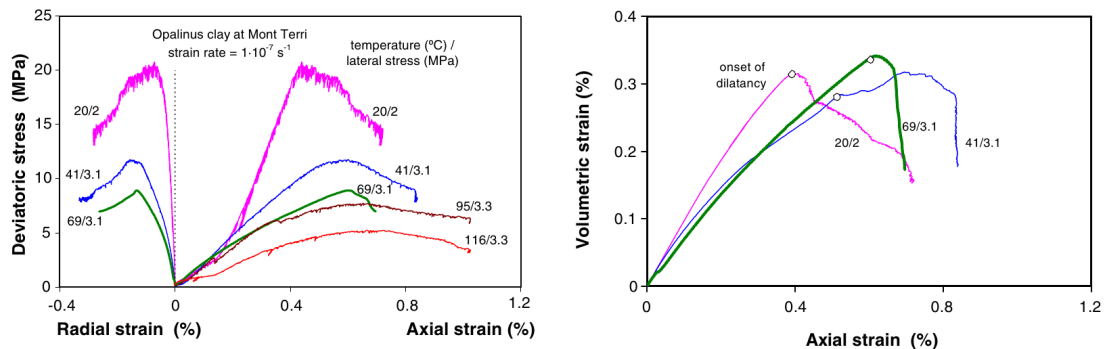 Deviatoric stress (MPa)
25
20
15
10
5
0
Opalinus clay at Mont Terri
strain rate = 1·10⁻⁷ s⁻¹
temperature (ºC) /
lateral stress (MPa)
20/2
20/2
41/3.1
41/3.1
69/3.1
69/3.1
95/3.3
116/3.3
-0.4
0
0.4
0.8
1.2
Radial strain (%)
Axial strain (%)
Volumetric strain (%)
0.4
0.3
0.2
0.1
0
onset of
dilatancy
20/2
69/3.1
41/3.1
0
0.4
0.8
1.2
Axial strain (%)